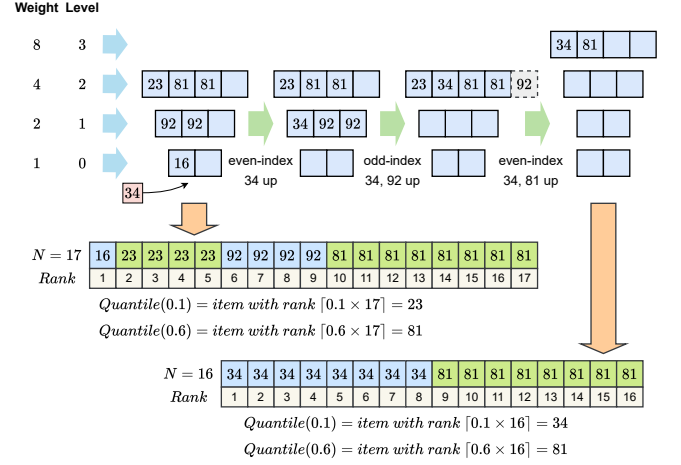 Weight Level
8 3 34 81
4 2 23 81 81 23 81 81 23 34 81 81 92
2 1 92 92 34 92 92
1 0 16 even-index odd-index even-index
34 up 34, 92 up 34, 81 up
34
N = 17 16 23 23 23 23 92 92 92 92 81 81 81 81 81 81 81 81
Rank 1 2 3 4 5 6 7 8 9 10 11 12 13 14 15 16 17
Quantile(0.1) = item with rank ⌈0.1 × 17⌉ = 23
Quantile(0.6) = item with rank ⌈0.6 × 17⌉ = 81
N = 16 34 34 34 34 34 34 34 34 81 81 81 81 81 81 81 81
Rank 1 2 3 4 5 6 7 8 9 10 11 12 13 14 15 16
Quantile(0.1) = item with rank ⌈0.1 × 16⌉ = 34
Quantile(0.6) = item with rank ⌈0.6 × 16⌉ = 81